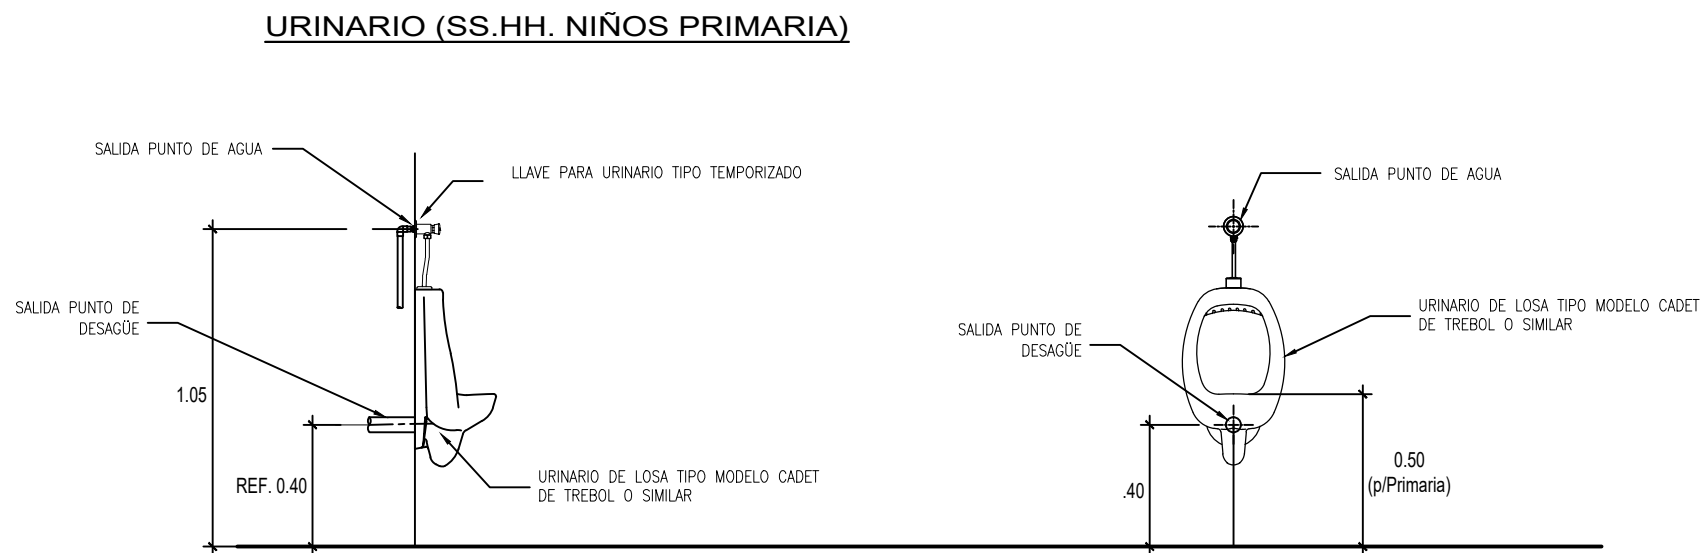 URINARIO (SS.HH. NIÑOS PRIMARIA)
SALIDA PUNTO DE AGUA
LLAVE PARA URINARIO TIPO TEMPORIZADO
SALIDA PUNTO DE
DESAGÜE
1.05
REF. 0.40
URINARIO DE LOSA TIPO MODELO CADET
DE TREBOL O SIMILAR
SALIDA PUNTO DE AGUA
URINARIO DE LOSA TIPO MODELO CADET
DE TREBOL O SIMILAR
SALIDA PUNTO DE
DESAGÜE
.40
0.50
(p/Primaria)